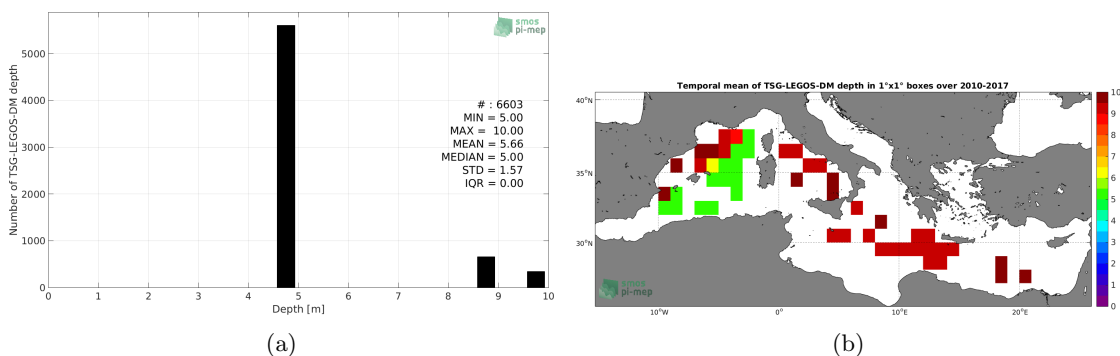 smos
pi-mep
Number of TSG-LEGOS-DM depth
5000
4000
3000
2000
1000
0
# : 6603
MIN = 5.00
MAX = 10.00
MEAN = 5.66
MEDIAN = 5.00
STD = 1.57
IQR = 0.00
0 1 2 3 4 5 6 7 8 9 10
Depth [m]
(a)
Temporal mean of TSG-LEGOS-DM depth in 1°x1° boxes over 2010-2017
40°N
35°N
30°N
10°W 0° 10°E 20°E
smos
pi-mep
10
9
8
7
6
5
4
3
2
1
0
(b)